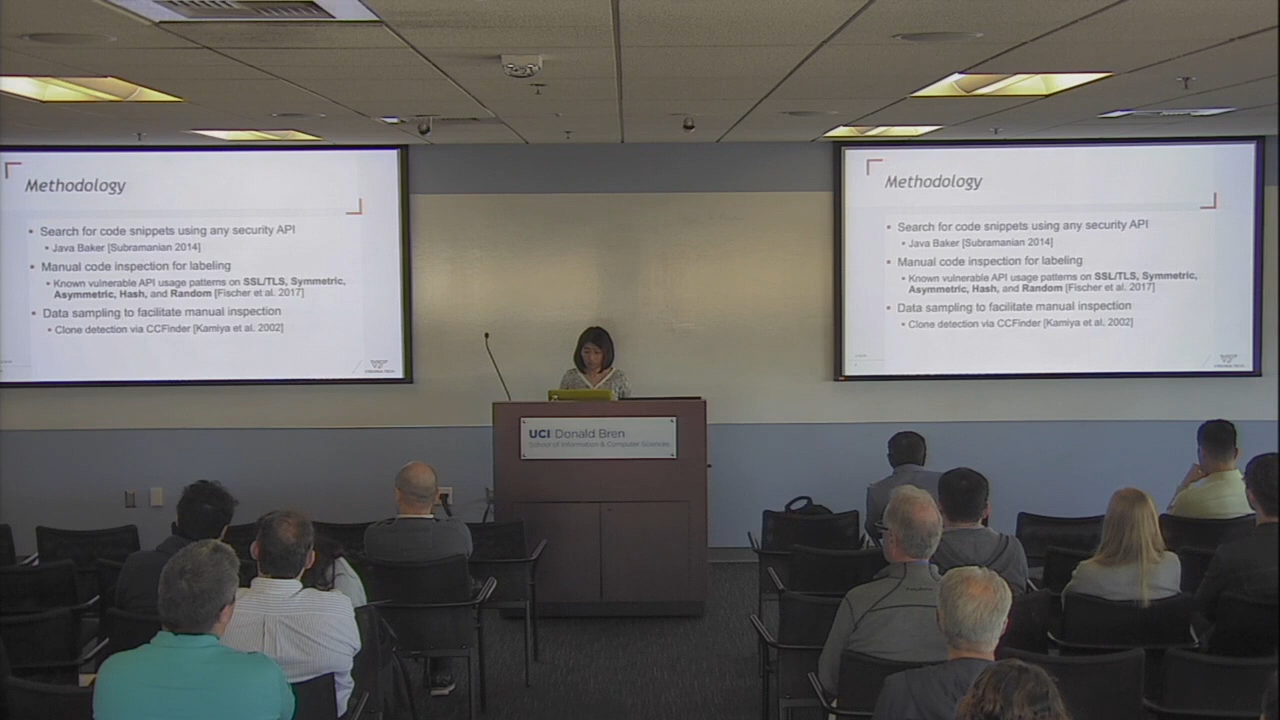 Methodology
• Search for code snippets using any security API
• Java Baker [Subramanian 2014]
• Manual code inspection for labeling
• Known vulnerable API usage patterns on SSL/TLS, Symmetric,
Asymmetric, Hash, and Random [Fischer et al. 2017]
• Data sampling to facilitate manual inspection
• Clone detection via CCFinder [Kamiya et al. 2002]
VIRGINIA TECH
Methodology
• Search for code snippets using any security API
• Java Baker [Subramanian 2014]
• Manual code inspection for labeling
• Known vulnerable API usage patterns on SSL/TLS, Symmetric,
Asymmetric, Hash, and Random [Fischer et al. 2017]
• Data sampling to facilitate manual inspection
• Clone detection via CCFinder [Kamiya et al. 2002]
VIRGINIA TECH
UCI Donald Bren
School of Information & Computer Sciences